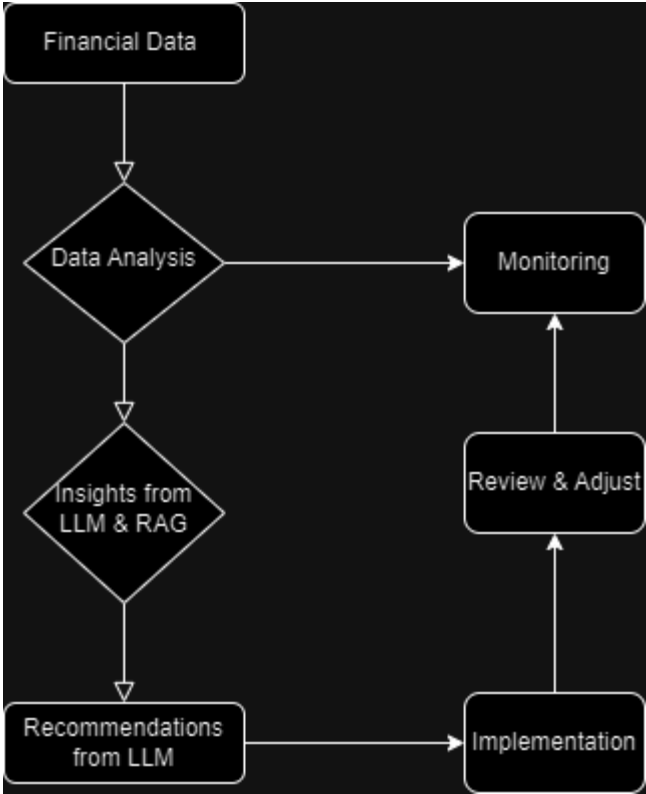 Financial Data
Data Analysis
Monitoring
Insights from
LLM & RAG
Review & Adjust
Recommendations
from LLM
Implementation